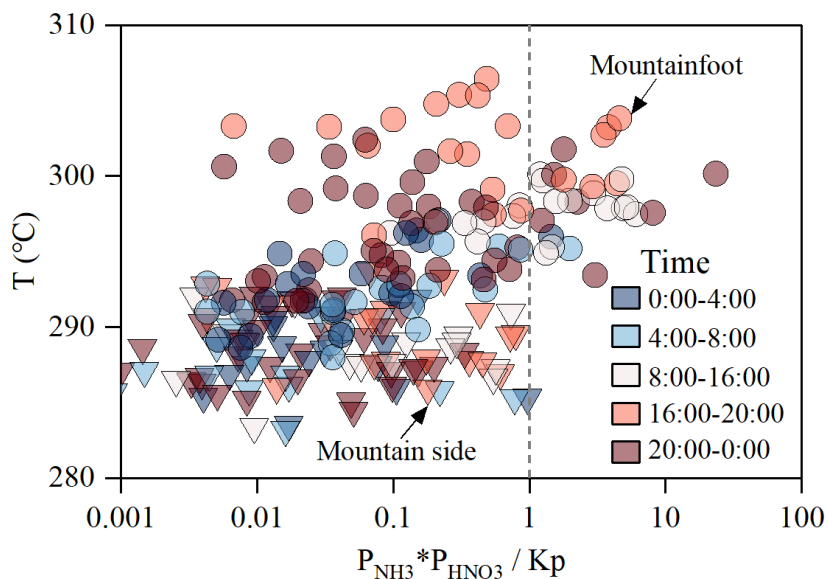 310
300
290
280
T (℃)
Mountainfoot
Mountain side
Time
0:00-4:00
4:00-8:00
8:00-16:00
16:00-20:00
20:00-0:00
0.001 0.01 0.1 1 10 100
P_NH3*P_HNO3 / Kp